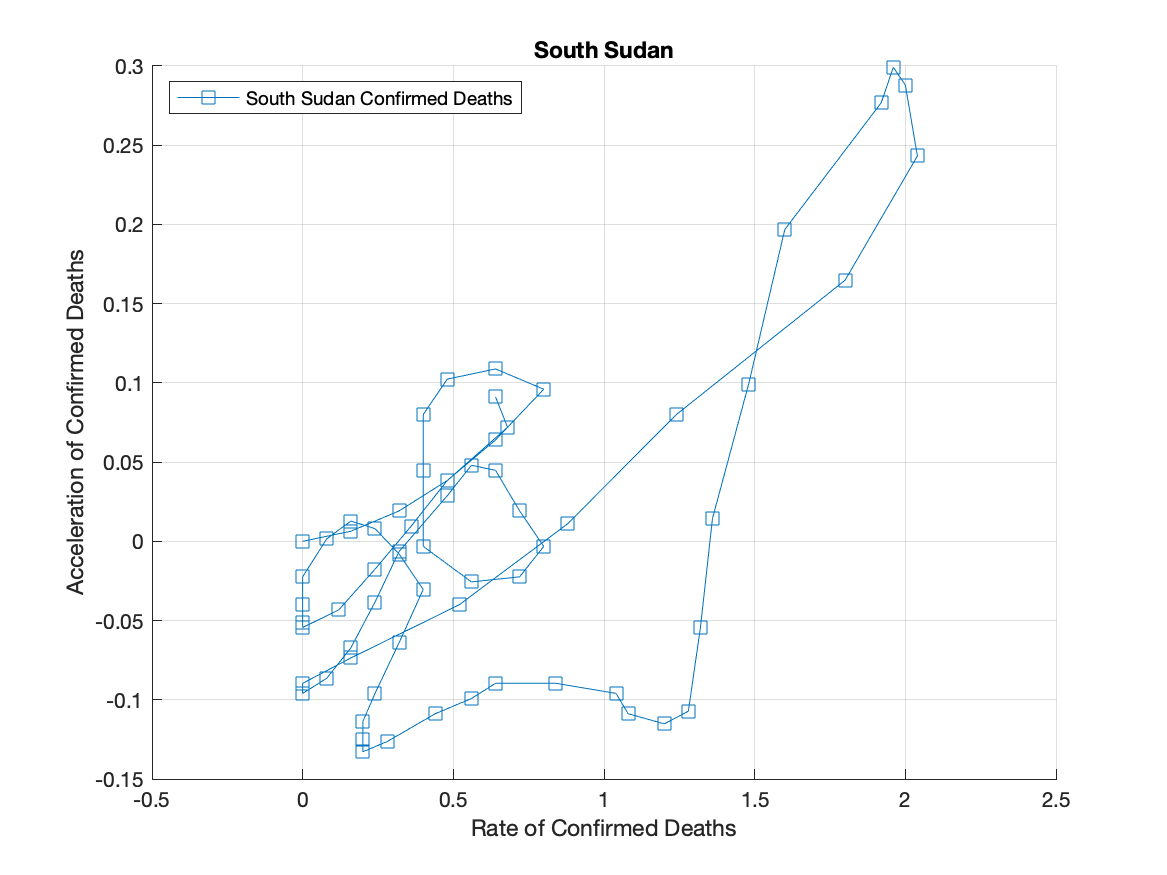 South Sudan
South Sudan Confirmed Deaths
0.3
0.25
0.2
0.15
0.1
0.05
0
-0.05
-0.1
-0.15
Acceleration of Confirmed Deaths
-0.5 0 0.5 1 1.5 2 2.5
Rate of Confirmed Deaths